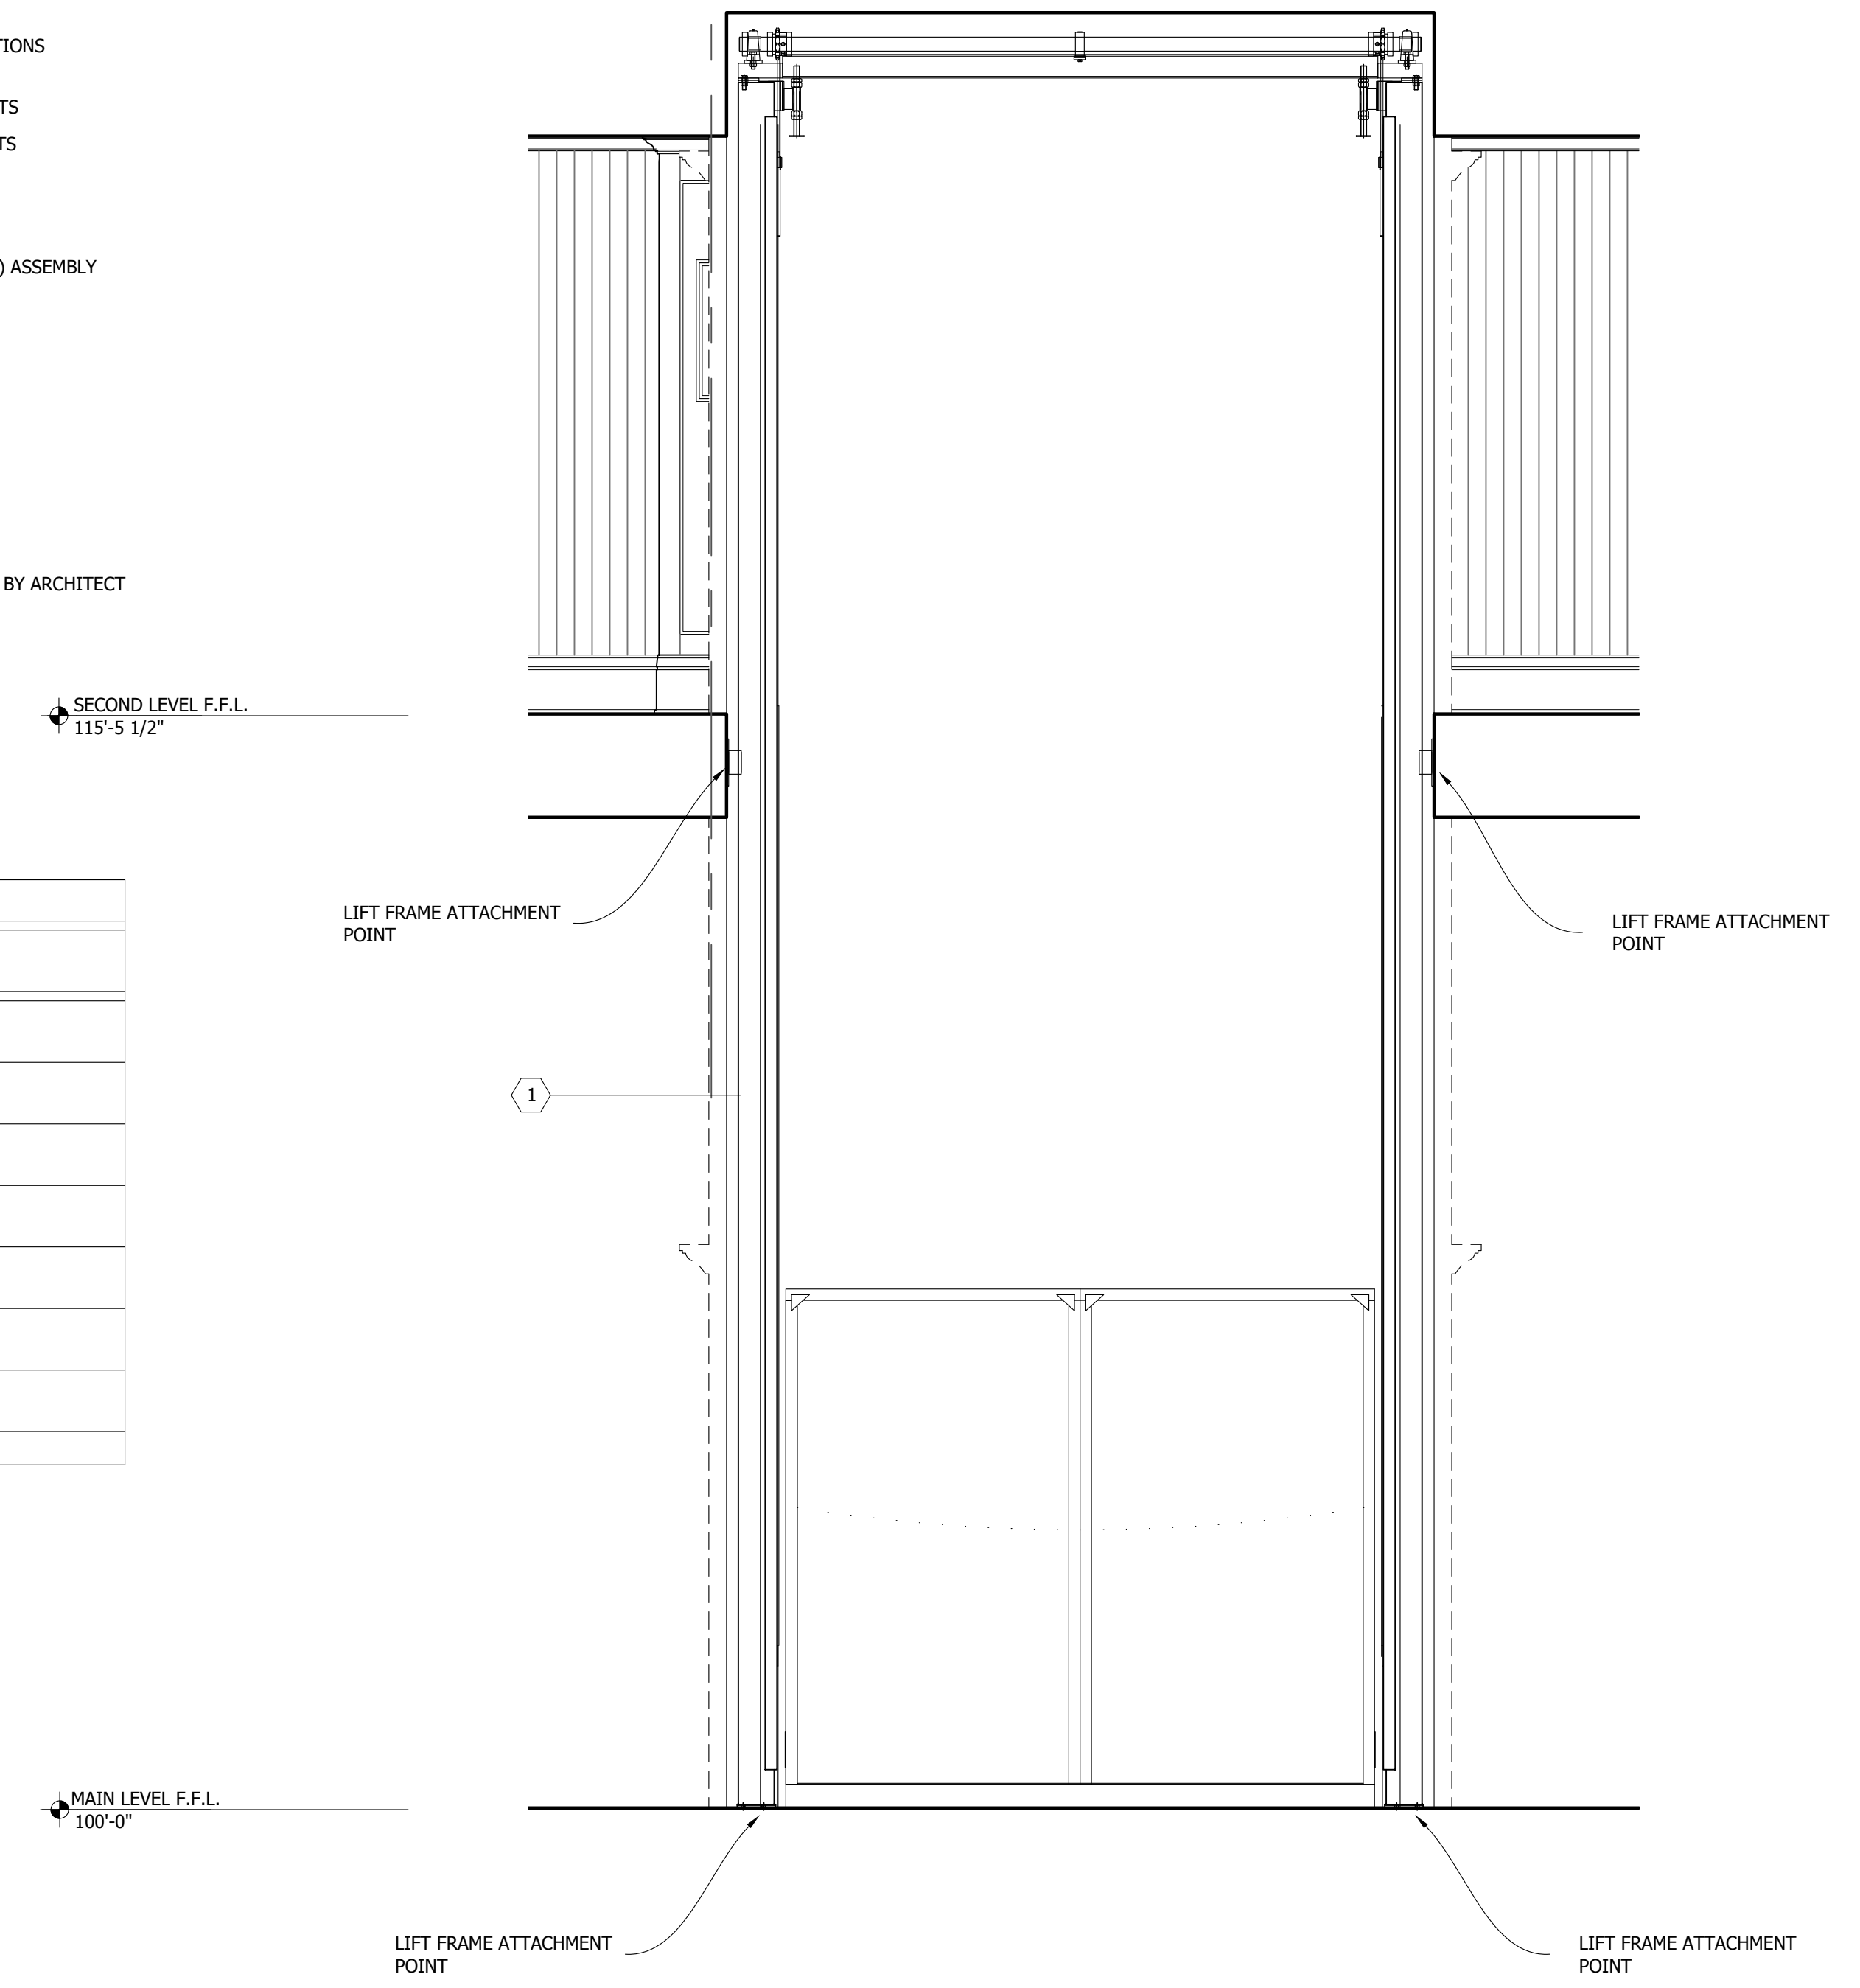 TIONS
TS
TS
) ASSEMBLY
BY ARCHITECT
SECOND LEVEL F.F.L.
115'-5 1/2"
LIFT FRAME ATTACHMENT
POINT
LIFT FRAME ATTACHMENT
POINT
1
MAIN LEVEL F.F.L.
100'-0"
LIFT FRAME ATTACHMENT
POINT
LIFT FRAME ATTACHMENT
POINT